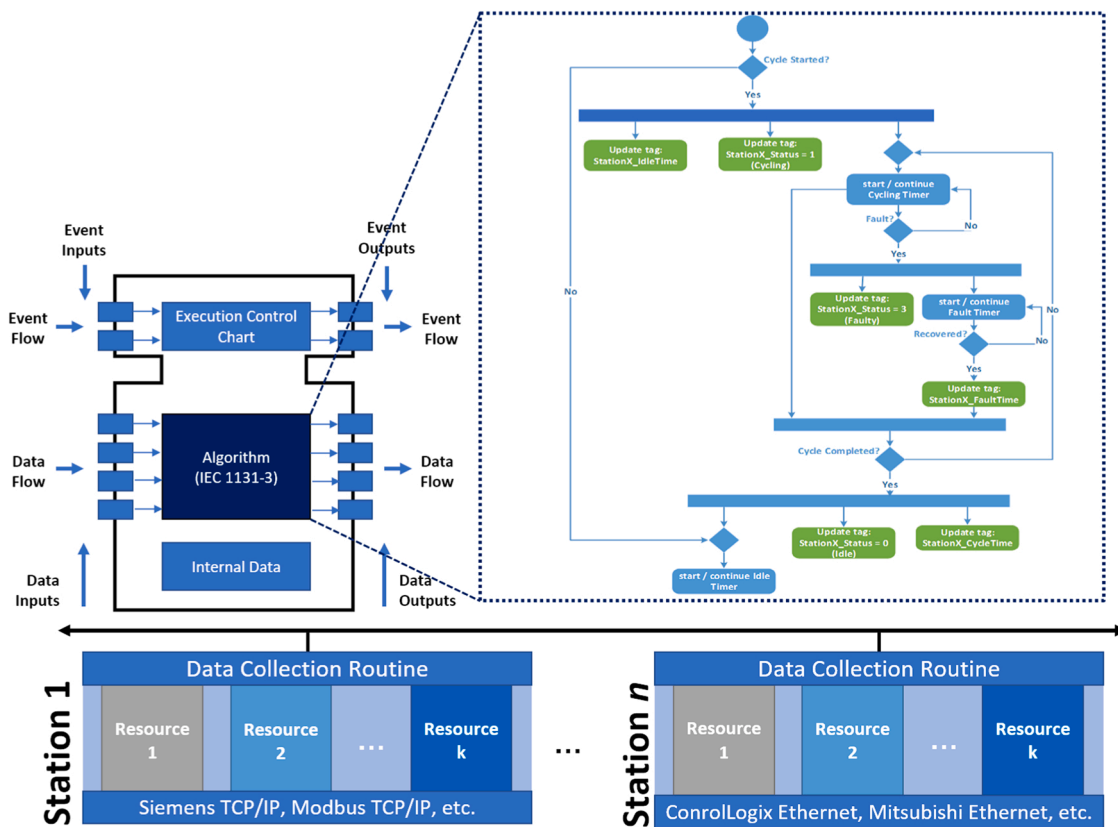 Cycle Started?
Yes
Update tag:
StationX_IdleTime
Update tag:
StationX_Status = 1
(Cycling)
start / continue
Cycling Timer
Fault?
No
Yes
Update tag:
StationX_Status = 3
(Faulty)
start / continue
Fault Timer
No
No
Recovered?
No
Yes
Update tag:
StationX_FaultTime
Cycle Completed?
Yes
Update tag:
StationX_Status = 0
(Idle)
Update tag:
StationX_CycleTime
start / continue Idle
Timer
Event
Inputs
Event
Outputs
Event
Flow
Execution Control
Chart
Event
Flow
Data
Flow
Algorithm
(IEC 1131-3)
Data
Flow
Data
Inputs
Internal Data
Data
Outputs
Station 1
Data Collection Routine
Resource
1
Resource
2
...
Resource
k
Siemens TCP/IP, Modbus TCP/IP, etc.
...
Station n
Data Collection Routine
Resource
1
Resource
2
...
Resource
k
ConrolLogix Ethernet, Mitsubishi Ethernet, etc.